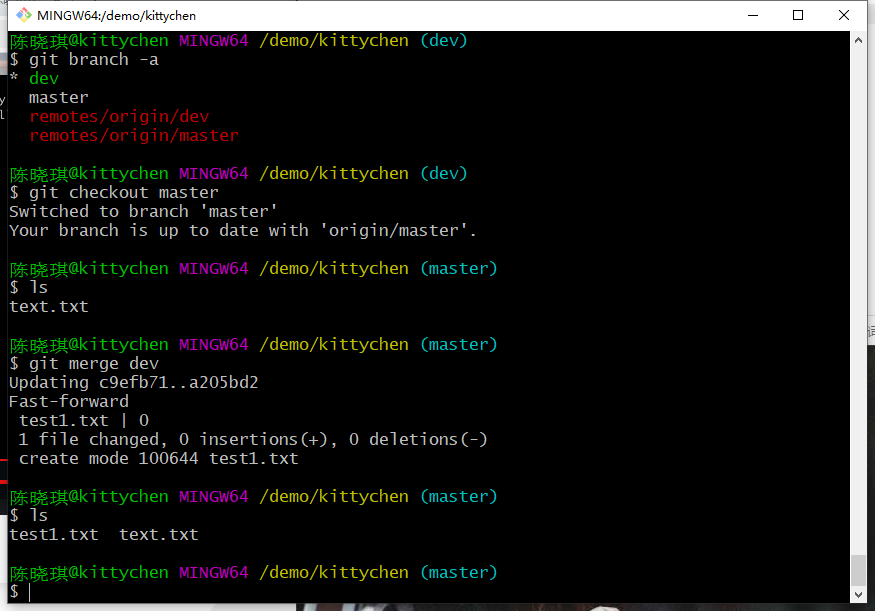 MINGW64:/demo/kittychen
陈晓琪@kittychen MINGW64 /demo/kittychen (dev)
$ git branch -a
* dev
  master
  remotes/origin/dev
  remotes/origin/master
陈晓琪@kittychen MINGW64 /demo/kittychen (dev)
$ git checkout master
Switched to branch 'master'
Your branch is up to date with 'origin/master'.
陈晓琪@kittychen MINGW64 /demo/kittychen (master)
$ ls
text.txt
陈晓琪@kittychen MINGW64 /demo/kittychen (master)
$ git merge dev
Updating c9efb71..a205bd2
Fast-forward
 test1.txt | 0
 1 file changed, 0 insertions(+), 0 deletions(-)
 create mode 100644 test1.txt
陈晓琪@kittychen MINGW64 /demo/kittychen (master)
$ ls
test1.txt  text.txt
陈晓琪@kittychen MINGW64 /demo/kittychen (master)
$